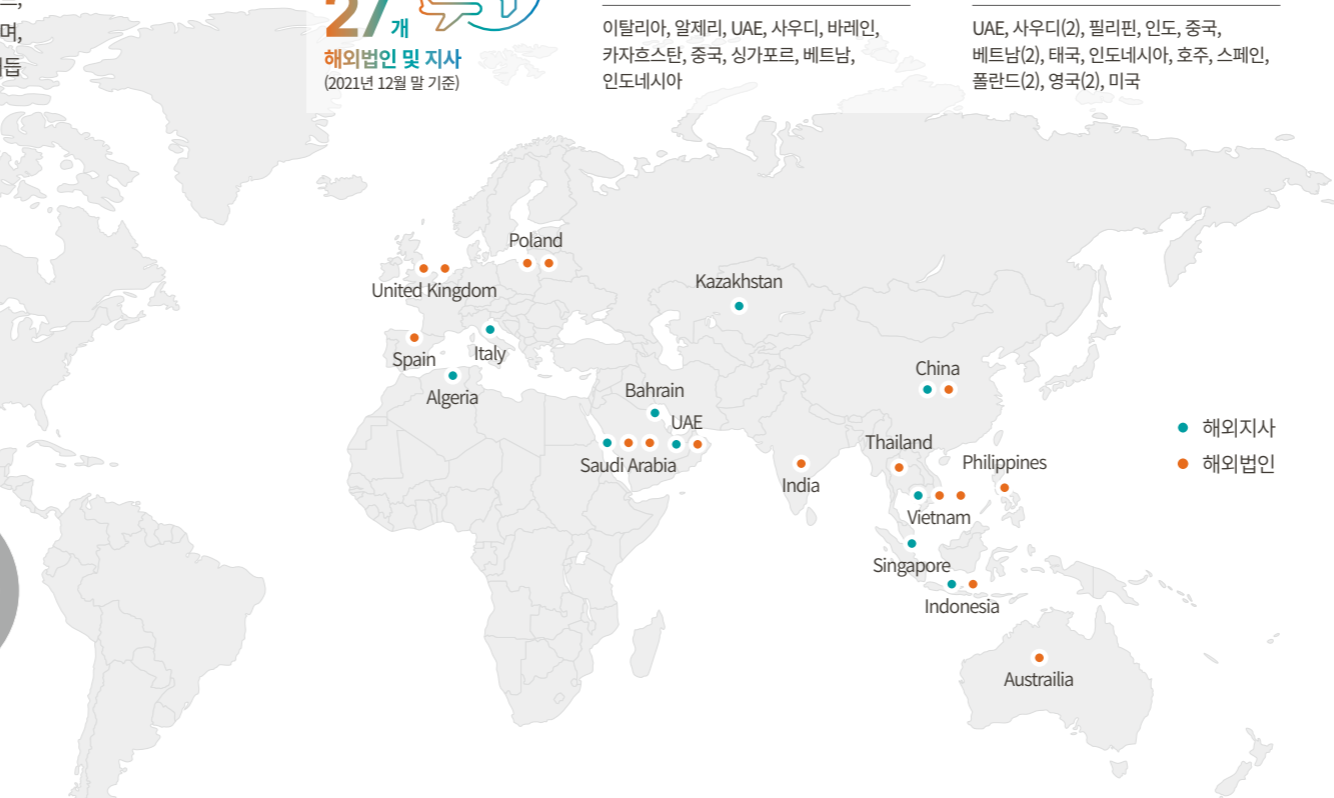 며,
27개
해외법인 및 지사
(2021년 12월 말 기준)
이탈리아, 알제리, UAE, 사우디, 바레인,
카자흐스탄, 중국, 싱가포르, 베트남,
인도네시아
UAE, 사우디(2), 필리핀, 인도, 중국,
베트남(2), 태국, 인도네시아, 호주, 스페인,
폴란드(2), 영국(2), 미국
Poland
United Kingdom
Kazakhstan
Spain
Italy
Algeria
China
Bahrain
UAE
Saudi Arabia
Thailand
Philippines
India
Vietnam
Singapore
Indonesia
Austrailia
해외지사
해외법인